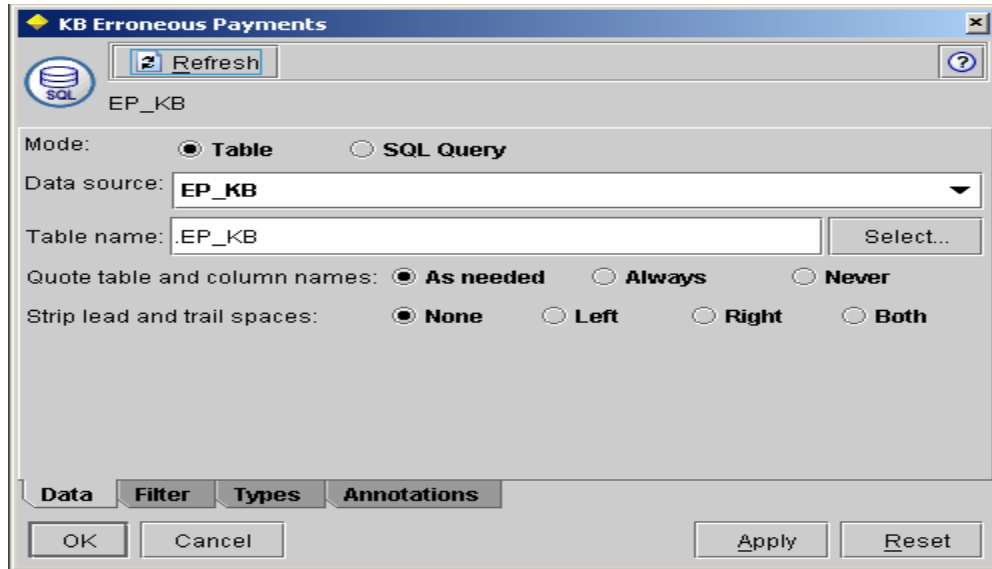 KB Erroneous Payments
Refresh
SQL
EP_KB
Mode: Table SQL Query
Data source: EP_KB
Table name: .EP_KB Select...
Quote table and column names: As needed Always Never
Strip lead and trail spaces: None Left Right Both
Data Filter Types Annotations
OK Cancel Apply Reset